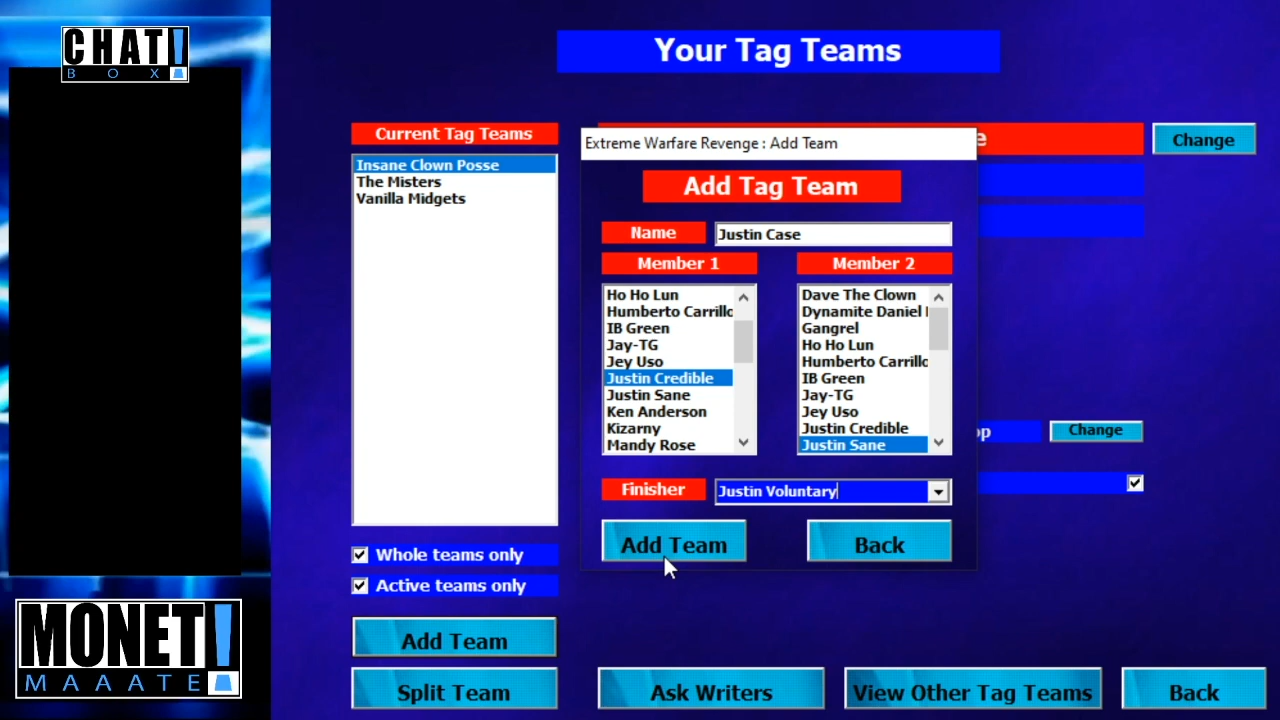 CHAT!
BOX
Your Tag Teams
Current Tag Teams
Insane Clown Posse
The Misters
Vanilla Midgets
Whole teams only
Active teams only
Add Team
Split Team
Extreme Warfare Revenge : Add Team
Add Tag Team
Name
Justin Case
Member 1
Member 2
Ho Ho Lun
Humberto Carrillo
IB Green
Jay-TG
Jey Uso
Justin Credible
Justin Sane
Ken Anderson
Kizarny
Mandy Rose
Dave The Clown
Dynamite Daniel
Gangrel
Ho Ho Lun
Humberto Carrillo
IB Green
Jay-TG
Jey Uso
Justin Credible
Justin Sane
Finisher
Justin Voluntary
Add Team
Back
e
Change
op
Change
Ask Writers
View Other Tag Teams
Back
MONET!
MAAATE